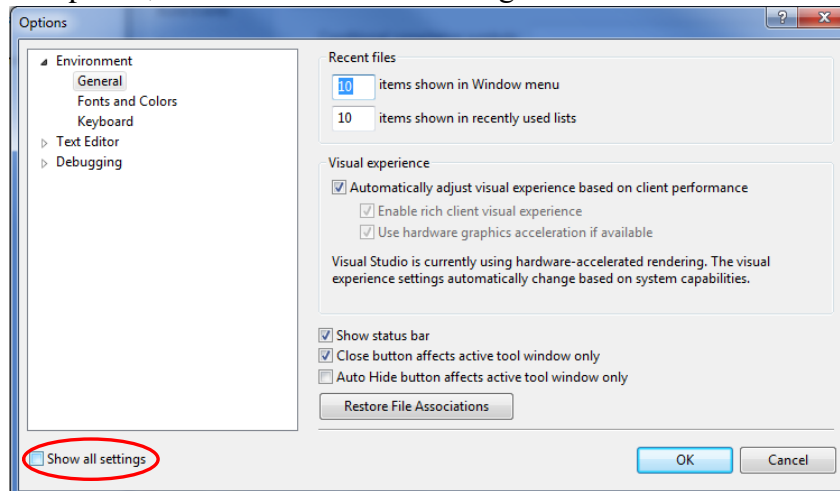 Options
Environment
General
Fonts and Colors
Keyboard
Text Editor
Debugging
Recent files
10 items shown in Window menu
10 items shown in recently used lists
Visual experience
Automatically adjust visual experience based on client performance
Enable rich client visual experience
Use hardware graphics acceleration if available
Visual Studio is currently using hardware-accelerated rendering. The visual
experience settings automatically change based on system capabilities.
Show status bar
Close button affects active tool window only
Auto Hide button affects active tool window only
Restore File Associations
Show all settings
OK
Cancel